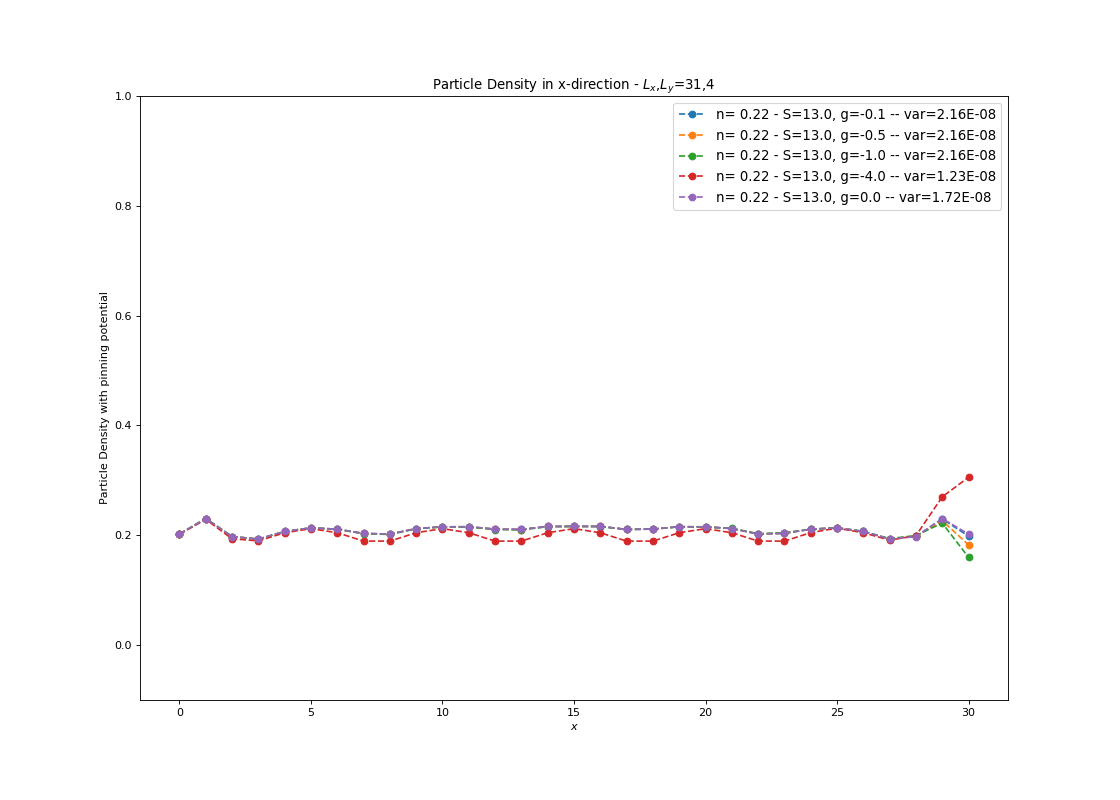 Particle Density in x-direction - Lx,Ly=31,4
1.0
0.8
0.6
0.4
0.2
0.0
Particle Density with pinning potential
n= 0.22 - S=13.0, g=-0.1 -- var=2.16E-08
n= 0.22 - S=13.0, g=-0.5 -- var=2.16E-08
n= 0.22 - S=13.0, g=-1.0 -- var=2.16E-08
n= 0.22 - S=13.0, g=-4.0 -- var=1.23E-08
n= 0.22 - S=13.0, g=0.0 -- var=1.72E-08
0 5 10 15 20 25 30
x